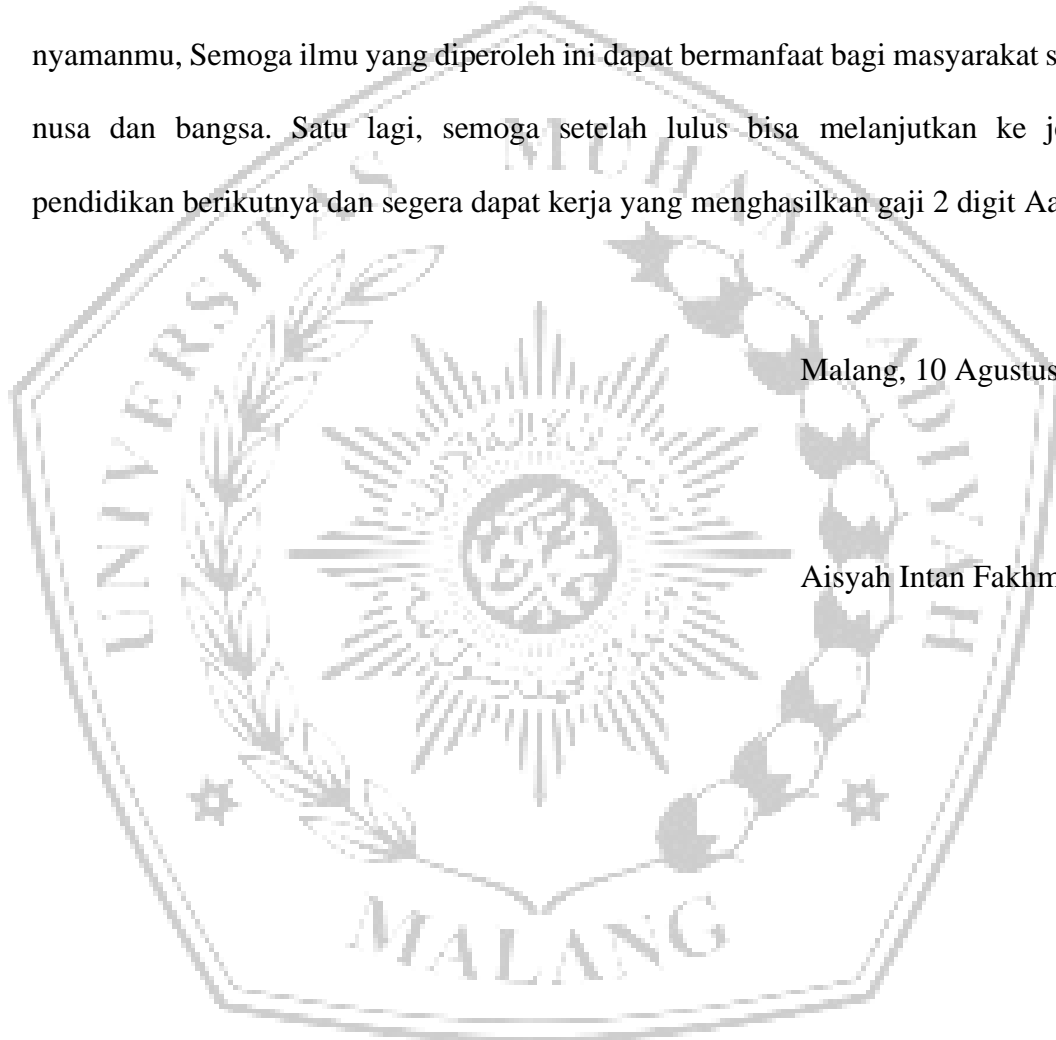 nyamanmu, Semoga ilmu yang diperoleh ini dapat bermanfaat bagi masyarakat
nusa dan bangsa. Satu lagi, semoga setelah lulus bisa melanjutkan ke
pendidikan berikutnya dan segera dapat kerja yang menghasilkan gaji 2 digit
Malang, 10 Agustus
Aisyah Intan
UNIVERSITAS MUHAMMADIYAH
MALANG